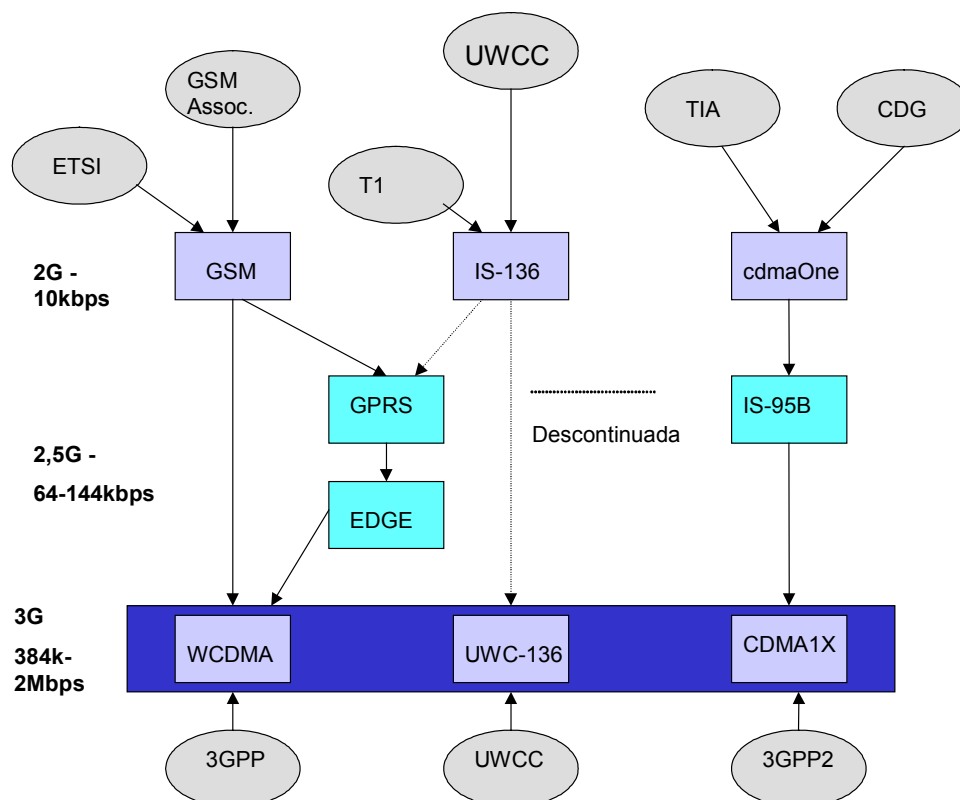 UWCC
GSM
Assoc.
TIA
CDG
ETSI
T1
2G -
10kbps
GSM
IS-136
cdmaOne
GPRS
IS-95B
Descontinuada
2,5G -
64-144kbps
EDGE
3G
384k-
2Mbps
WCDMA
UWC-136
CDMA1X
3GPP
UWCC
3GPP2